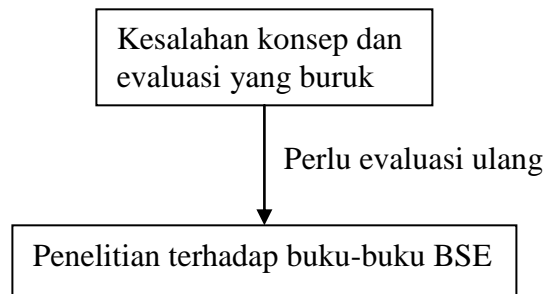 Kesalahan konsep dan
evaluasi yang buruk
Perlu evaluasi ulang
Penelitian terhadap buku-buku BSE